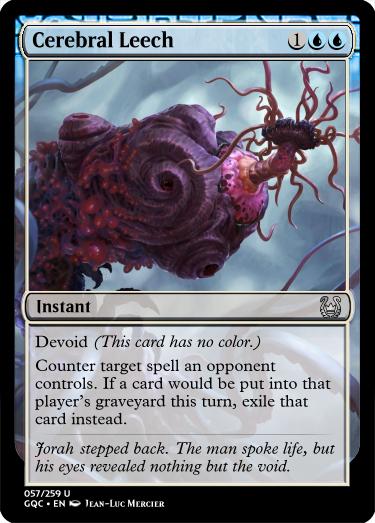 Cerebral Leech 1
Instant
Devoid (This card has no color.)
Counter target spell an opponent
controls. If a card would be put into that
player's graveyard this turn, exile that
card instead.
Jorah stepped back. The man spoke life, but
his eyes revealed nothing but the void.
057/259 U
GQC • EN Jean-Luc Mercier